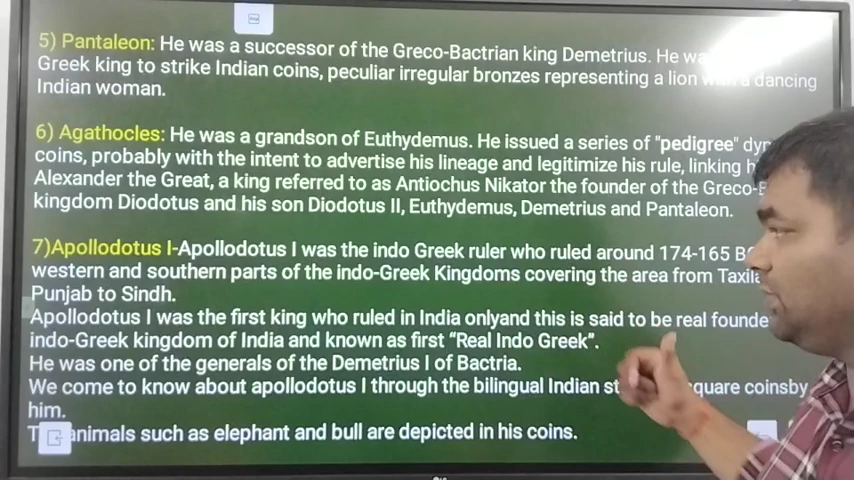 5) Pantaleon: He was a successor of the Greco-Bactrian king Demetrius. He
Greek king to strike Indian coins, peculiar irregular bronzes representing a lion dancing
Indian woman.
6) Agathocles: He was a grandson of Euthydemus. He issued a series of "pedigree"
coins, probably with the intent to advertise his lineage and legitimize his rule, linking
Alexander the Great, a king referred to as Antiochus Nikator the founder of the
kingdom Diodotus and his son Diodotus II, Euthydemus, Demetrius and Pantaleon.
7)Apollodotus I-Apollodotus I was the indo Greek ruler who ruled around 174-165
western and southern parts of the indo-Greek Kingdoms covering the area from
Punjab to Sindh.
Apollodotus I was the first king who ruled in India onlyand this is said to be real
indo-Greek kingdom of India and known as first “Real Indo Greek”.
He was one of the generals of the Demetrius I of Bactria.
We come to know about apollodotus I through the bilingual Indian coinsby
him.
animals such as elephant and bull are depicted in his coins.